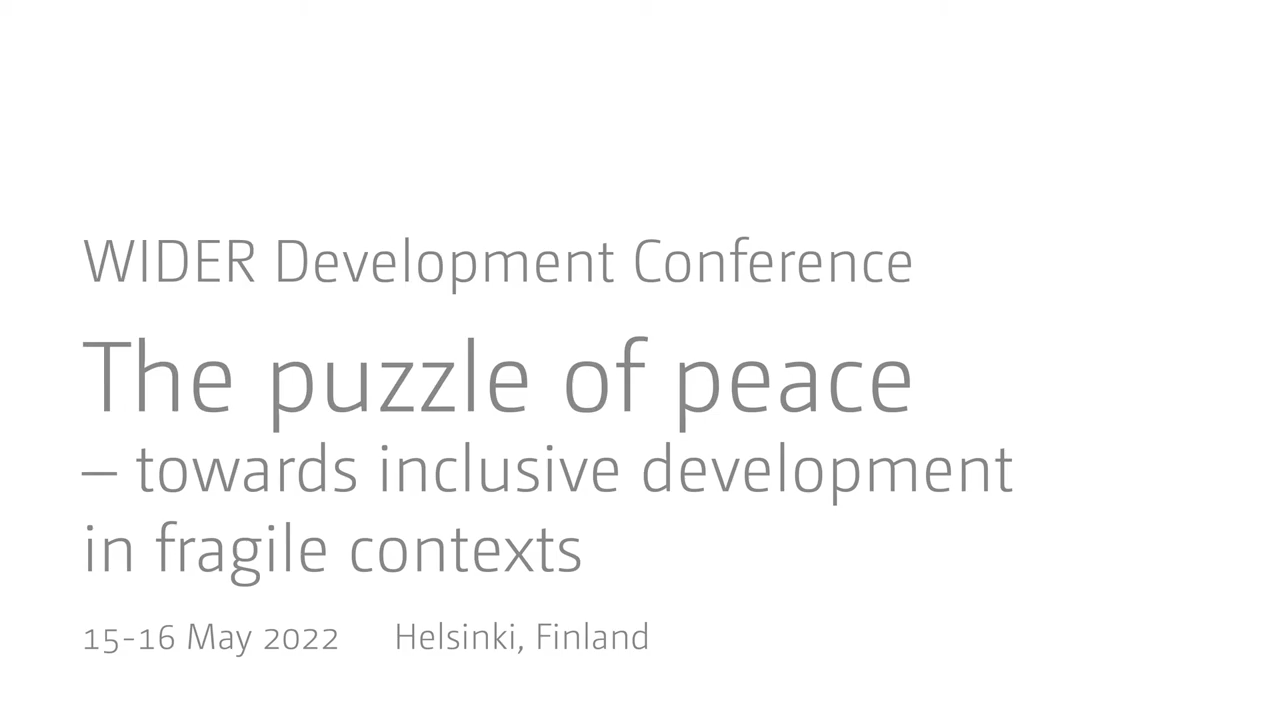 WIDER Development Conference
The puzzle of peace
– towards inclusive development
in fragile contexts
15-16 May 2022 Helsinki, Finland